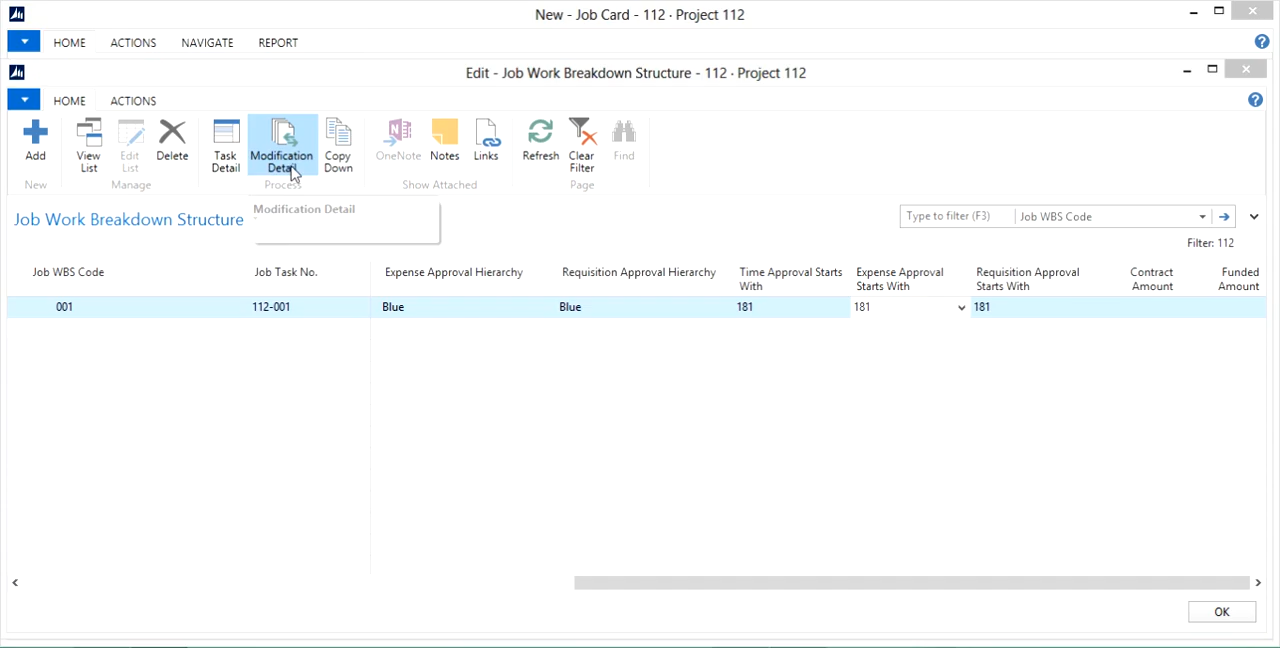 New - Job Card - 112 · Project 112
HOME ACTIONS NAVIGATE REPORT
Edit - Job Work Breakdown Structure - 112 · Project 112
HOME ACTIONS
Add
View List
Edit List
Delete
Task Detail
Modification Detail
Copy Down
OneNote
Notes
Links
Refresh
Clear Filter
Find
New Manage Process Show Attached Page
Modification Detail
Job Work Breakdown Structure
Type to filter (F3) Job WBS Code
Filter: 112
Job WBS Code
Job Task No.
Expense Approval Hierarchy
Requisition Approval Hierarchy
Time Approval Starts
With
Expense Approval
Starts With
Requisition Approval
Starts With
Contract
Amount
Funded
Amount
001 112-001 Blue Blue 181 181 181
OK